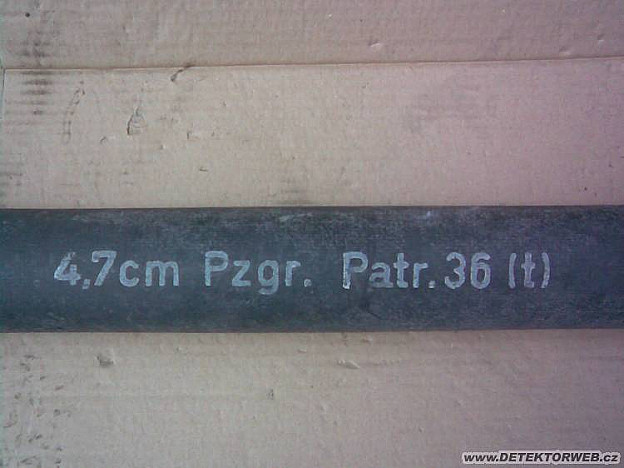 4,7cm Pzgr. Patr.36 (t)
www.DETEKTORWEB.cz